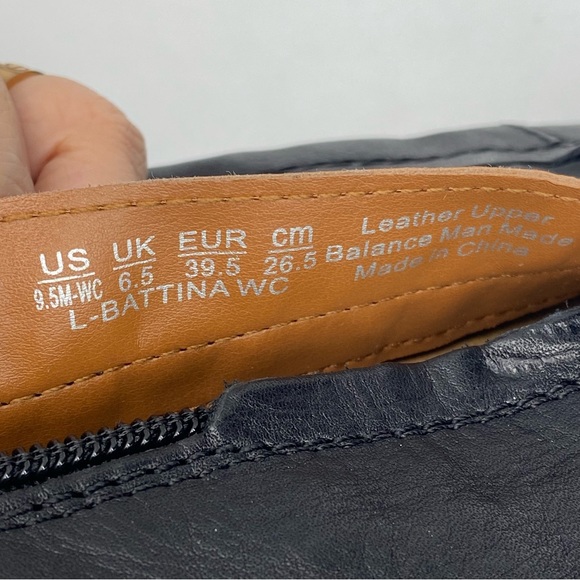 US UK EUR cm
9.5M-WC 6.5 39.5 26.5
L-BATTINA WC
Leather Upper
Balance Man Made
Made in China